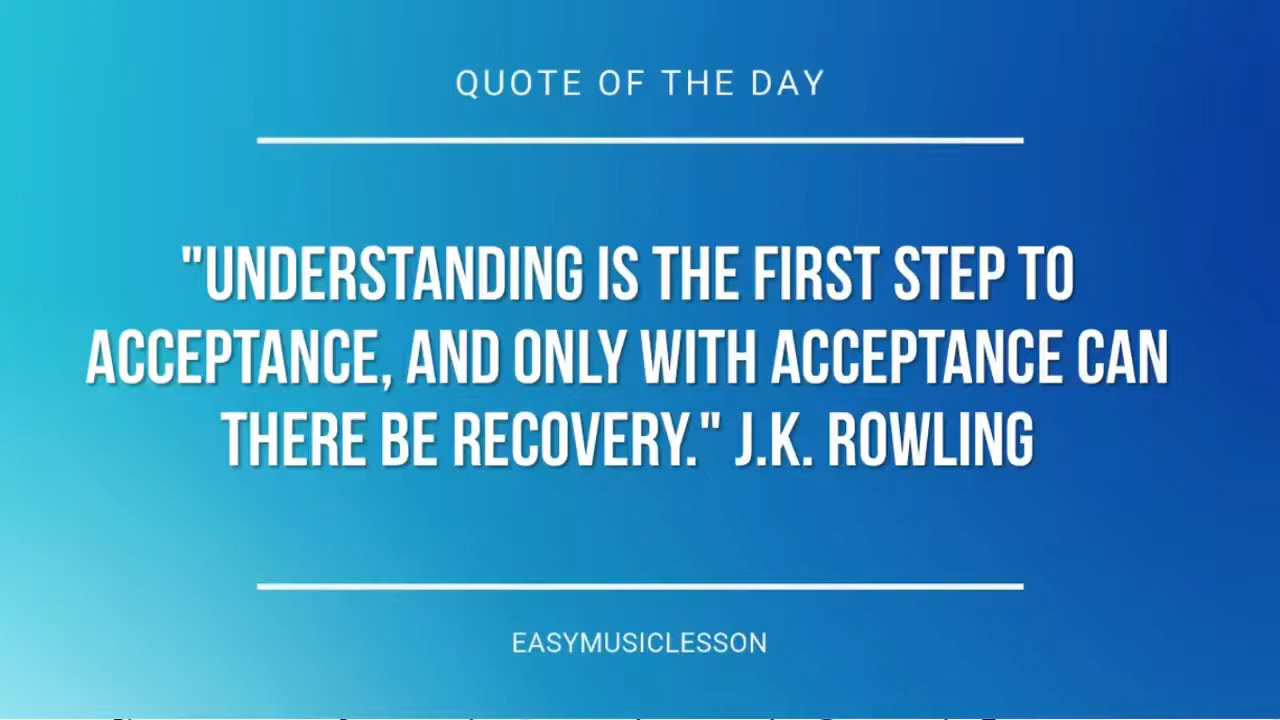 QUOTE OF THE DAY
"UNDERSTANDING IS THE FIRST STEP TO
ACCEPTANCE, AND ONLY WITH ACCEPTANCE CAN
THERE BE RECOVERY." J.K. ROWLING
EASYMUSICLESSON